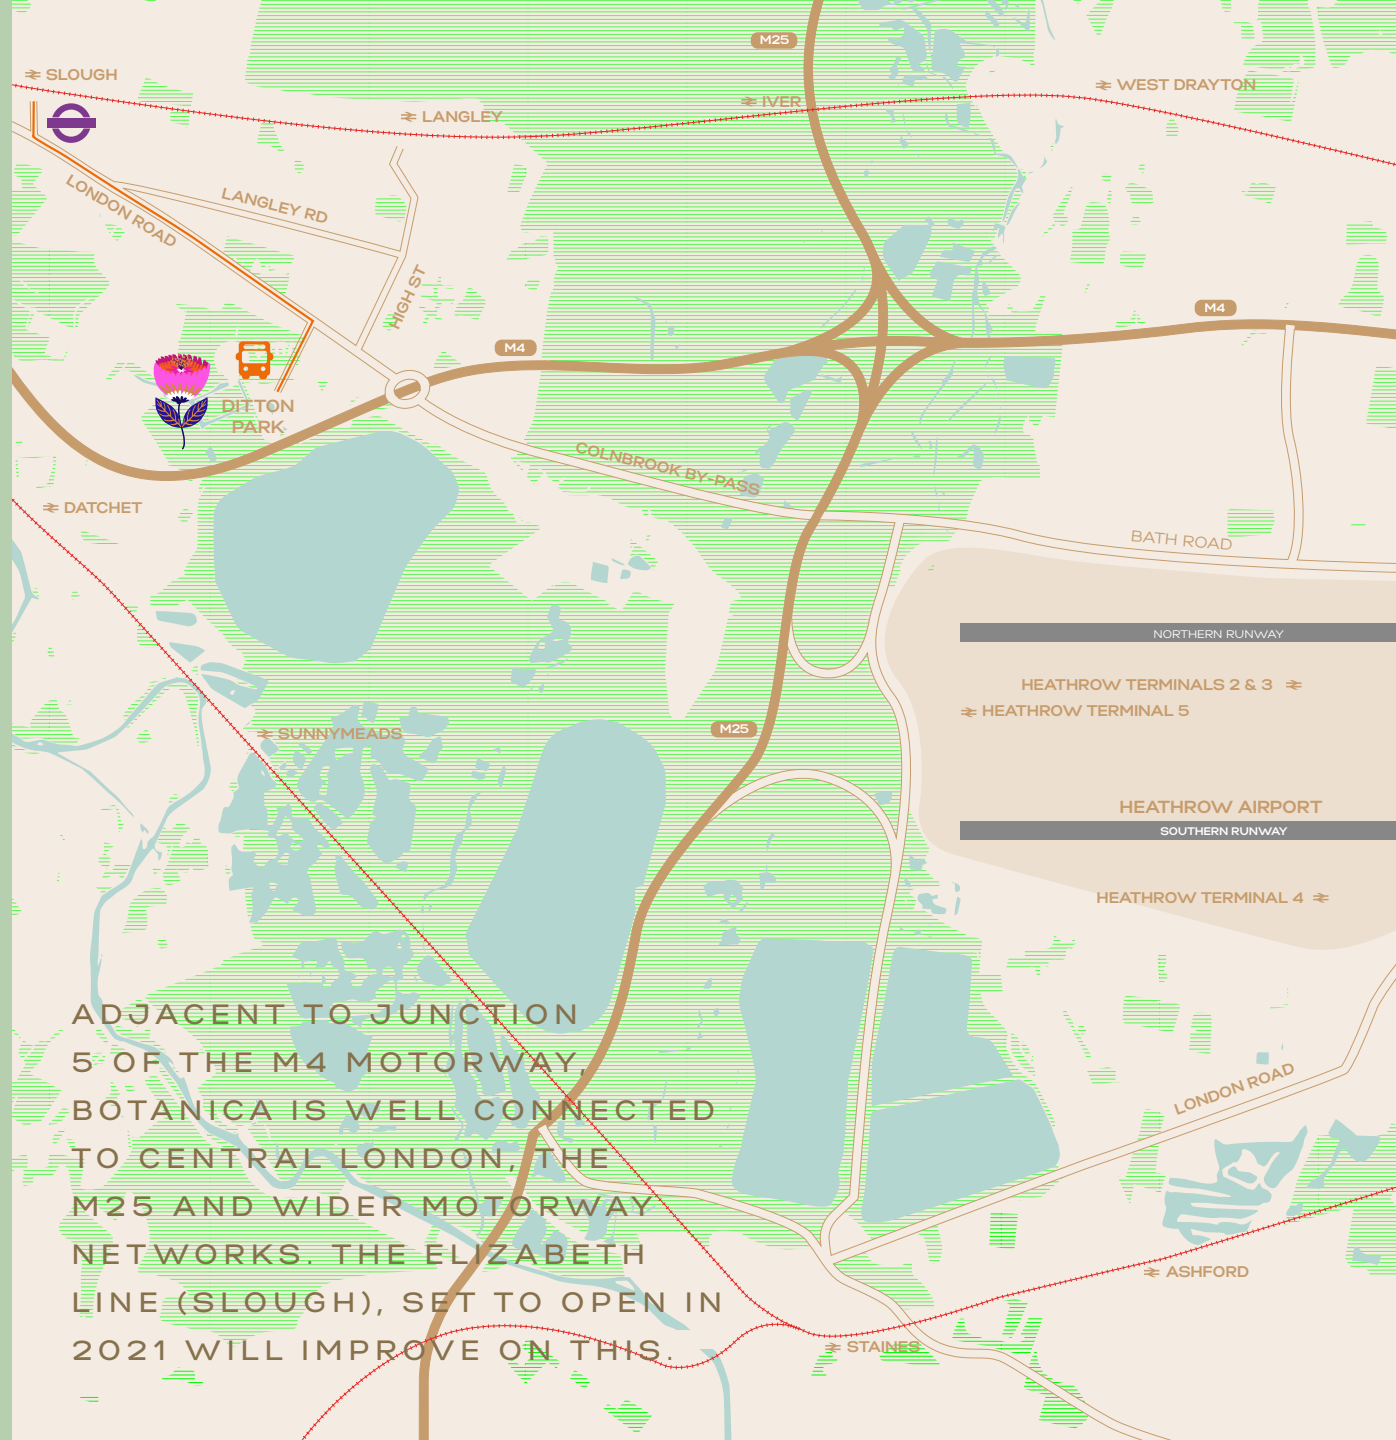 M25
SLOUGH
WEST DRAYTON
IVER
LANGLEY
LONDON ROAD
LANGLEY RD
HIGH ST
M4
M4
DITTON
PARK
COLNBROOK BY-PASS
DATCHET
BATH ROAD
NORTHERN RUNWAY
HEATHROW TERMINALS 2 & 3
HEATHROW TERMINAL 5
SUNNYMEADS
M25
HEATHROW AIRPORT
SOUTHERN RUNWAY
HEATHROW TERMINAL 4
ADJACENT TO JUNCTION
5 OF THE M4 MOTORWAY,
BOTANICA IS WELL CONNECTED
TO CENTRAL LONDON, THE
M25 AND WIDER MOTORWAY
NETWORKS. THE ELIZABETH
LINE (SLOUGH), SET TO OPEN IN
2021 WILL IMPROVE ON THIS.
LONDON ROAD
ASHFORD
STAINES